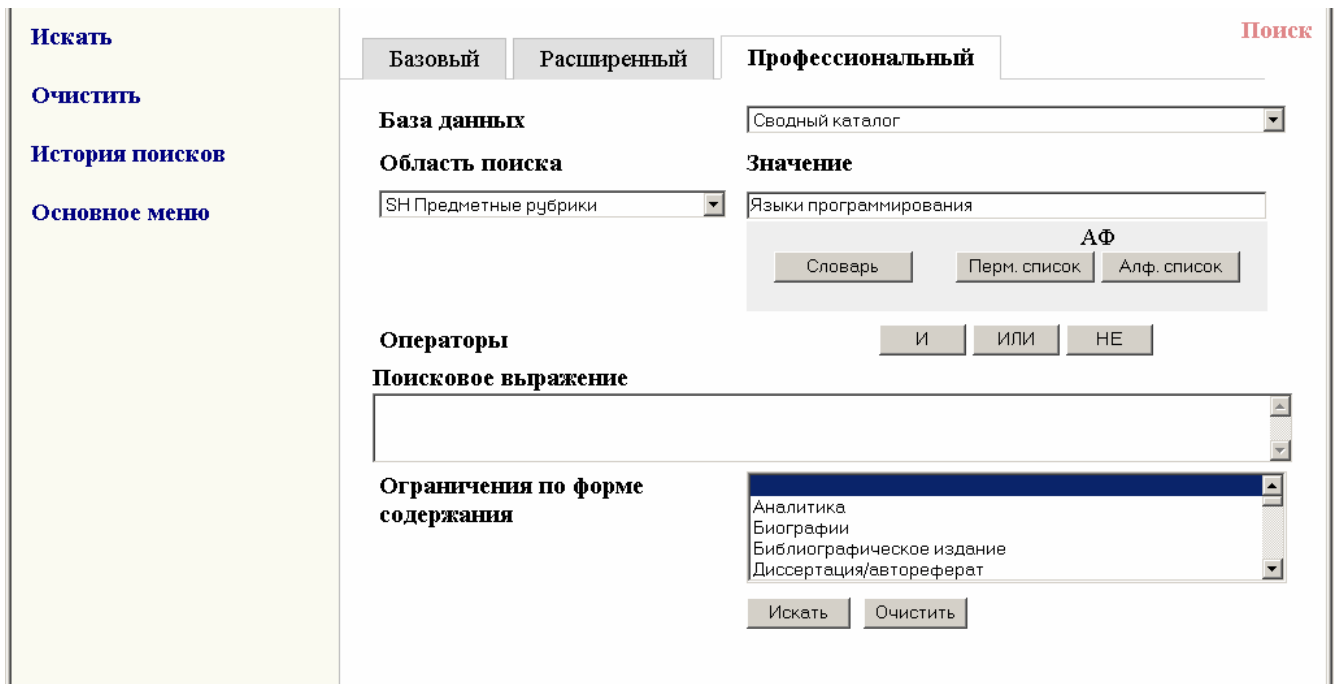 Искать
Очистить
История поисков
Основное меню
Поиск
Базовый Расширенный Профессиональный
База данных Сводный каталог
Область поиска Значение
SH Предметные рубрики Языки программирования
АФ
Словарь Перм. список Алф. список
Операторы И ИЛИ НЕ
Поисковое выражение
Ограничения по форме
содержания
Аналитика
Биографии
Библиографическое издание
Диссертация/автореферат
Искать Очистить